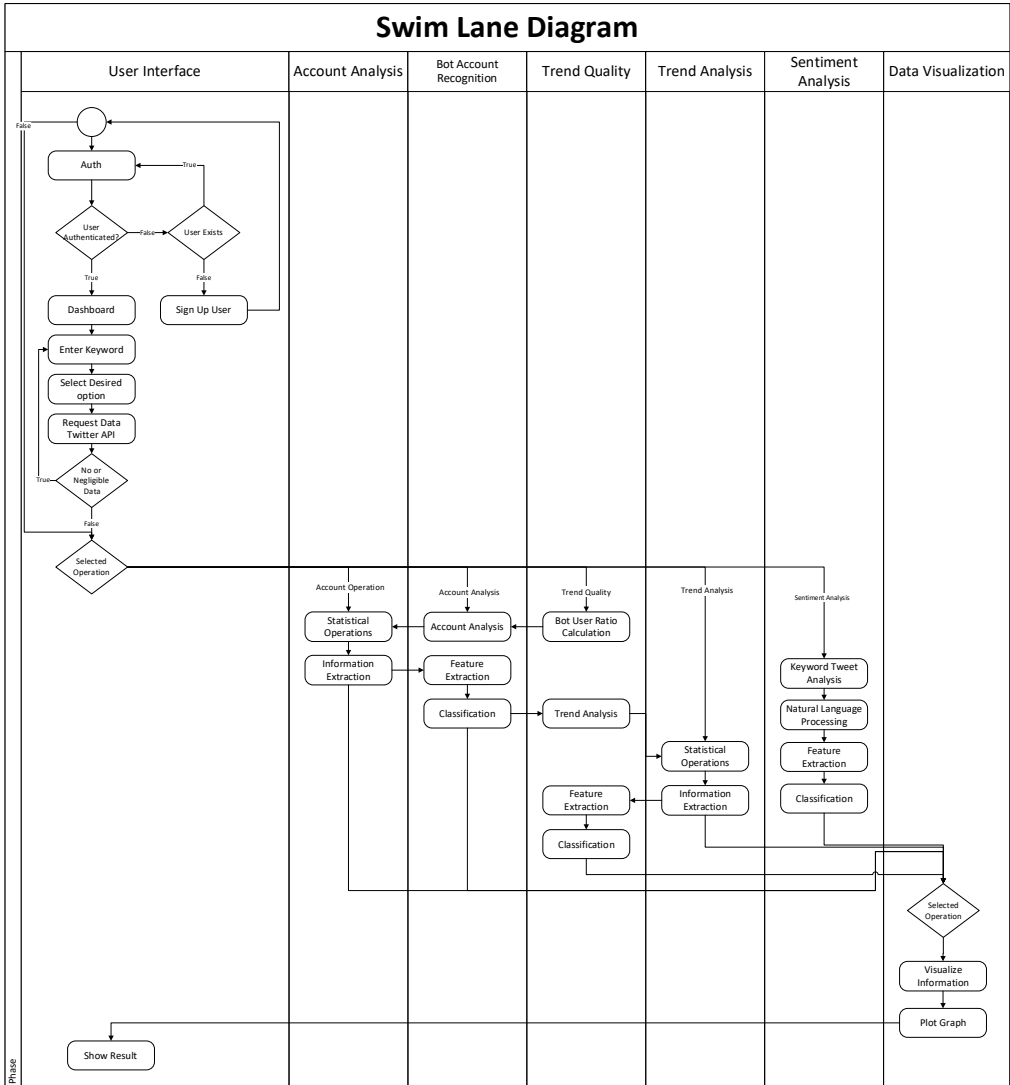 Swim Lane Diagram
User Interface
Account Analysis
Bot Account
Recognition
Trend Quality
Trend Analysis
Sentiment
Analysis
Data Visualization
False
Auth
True
User
Authenticated?
False
User Exists
True
False
Dashboard
Sign Up User
Enter Keyword
Select Desired
option
Request Data
Twitter API
No or
Negligible
Data
True
False
Selected
Operation
Account Operation
Account Analysis
Trend Quality
Trend Analysis
Sentiment Analysis
Statistical
Operations
Account Analysis
Bot User Ratio
Calculation
Information
Extraction
Feature
Extraction
Keyword Tweet
Analysis
Classification
Trend Analysis
Natural Language
Processing
Statistical
Operations
Feature
Extraction
Feature
Extraction
Information
Extraction
Classification
Classification
Selected
Operation
Visualize
Information
Plot Graph
Show Result
Phase